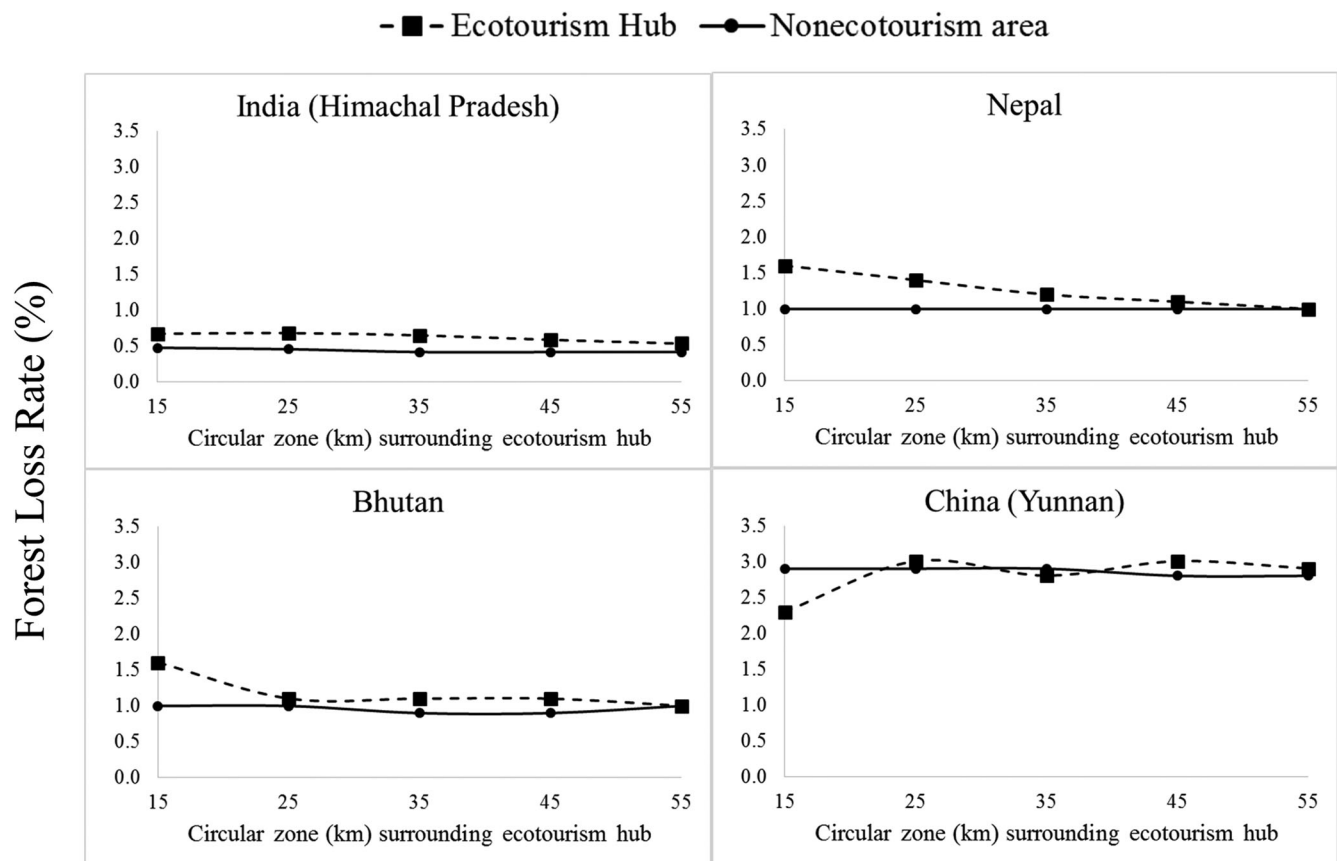 Ecotourism Hub Nonecotourism area
Forest Loss Rate (%)
India (Himachal Pradesh)
3.5
3.0
2.5
2.0
1.5
1.0
0.5
0.0
15 25 35 45 55
Circular zone (km) surrounding ecotourism hub
Nepal
3.5
3.0
2.5
2.0
1.5
1.0
0.5
0.0
15 25 35 45 55
Circular zone (km) surrounding ecotourism hub
Bhutan
3.5
3.0
2.5
2.0
1.5
1.0
0.5
0.0
15 25 35 45 55
Circular zone (km) surrounding ecotourism hub
China (Yunnan)
3.5
3.0
2.5
2.0
1.5
1.0
0.5
0.0
15 25 35 45 55
Circular zone (km) surrounding ecotourism hub